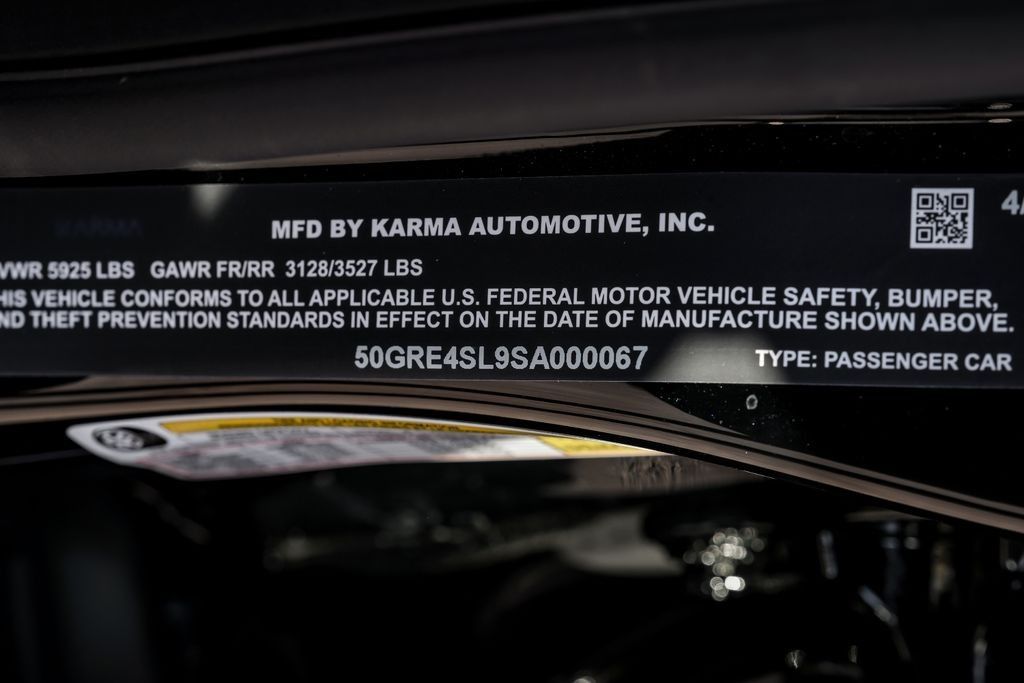 KARMA
MFD BY KARMA AUTOMOTIVE, INC.
4/
VWR 5925 LBS GAWR FR/RR 3128/3527 LBS
HIS VEHICLE CONFORMS TO ALL APPLICABLE U.S. FEDERAL MOTOR VEHICLE SAFETY, BUMPER,
ND THEFT PREVENTION STANDARDS IN EFFECT ON THE DATE OF MANUFACTURE SHOWN ABOVE.
50GRE4SL9SA000067
TYPE: PASSENGER CAR